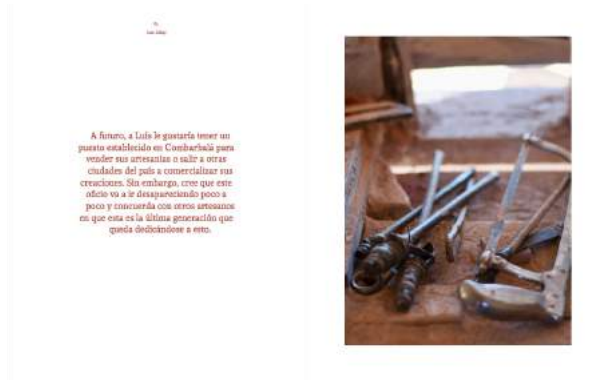 A futuro, a Luis le gustaría tener un
puesto establecido en Combarbalá para
vender sus artesanías o salir a otras
ciudades del país a comercializar sus
creaciones. Sin embargo, cree que este
oficio va a ir desapareciendo poco a
poco y concuerda con otros artesanos
en que esta es la última generación que
queda dedicándose a esto.